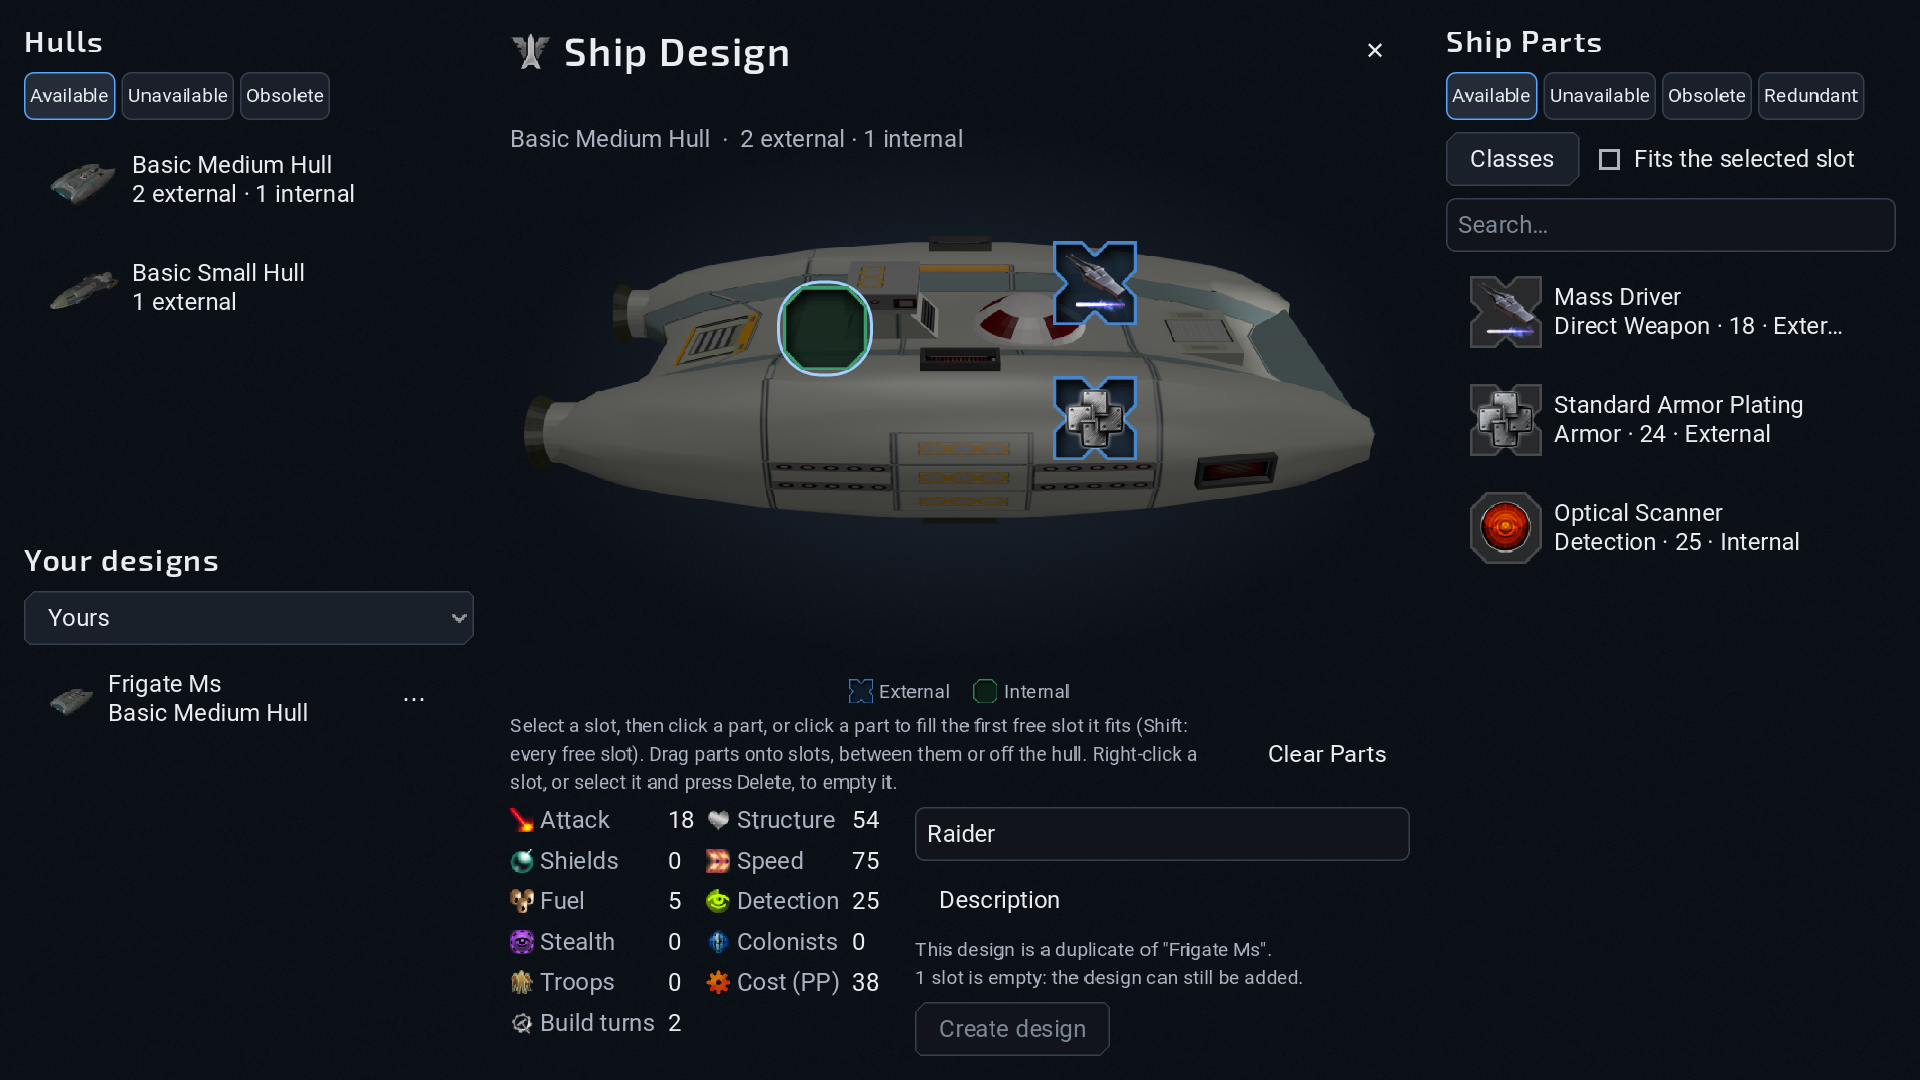 Hulls
Available
Unavailable
Obsolete
Basic Medium Hull
2 external · 1 internal
Basic Small Hull
1 external
Your designs
Yours
Frigate Ms
Basic Medium Hull
...
Ship Design
×
Basic Medium Hull · 2 external · 1 internal
External
Internal
Select a slot, then click a part, or click a part to fill the first free slot it fits (Shift:
every free slot). Drag parts onto slots, between them or off the hull. Right-click a
slot, or select it and press Delete, to empty it.
Clear Parts
Attack 18
Structure 54
Shields 0
Speed 75
Fuel 5
Detection 25
Stealth 0
Colonists 0
Troops 0
Cost (PP) 38
Build turns 2
Raider
Description
This design is a duplicate of "Frigate Ms".
1 slot is empty: the design can still be added.
Create design
Ship Parts
Available
Unavailable
Obsolete
Redundant
Classes
Fits the selected slot
Search...
Mass Driver
Direct Weapon · 18 · Exter...
Standard Armor Plating
Armor · 24 · External
Optical Scanner
Detection · 25 · Internal